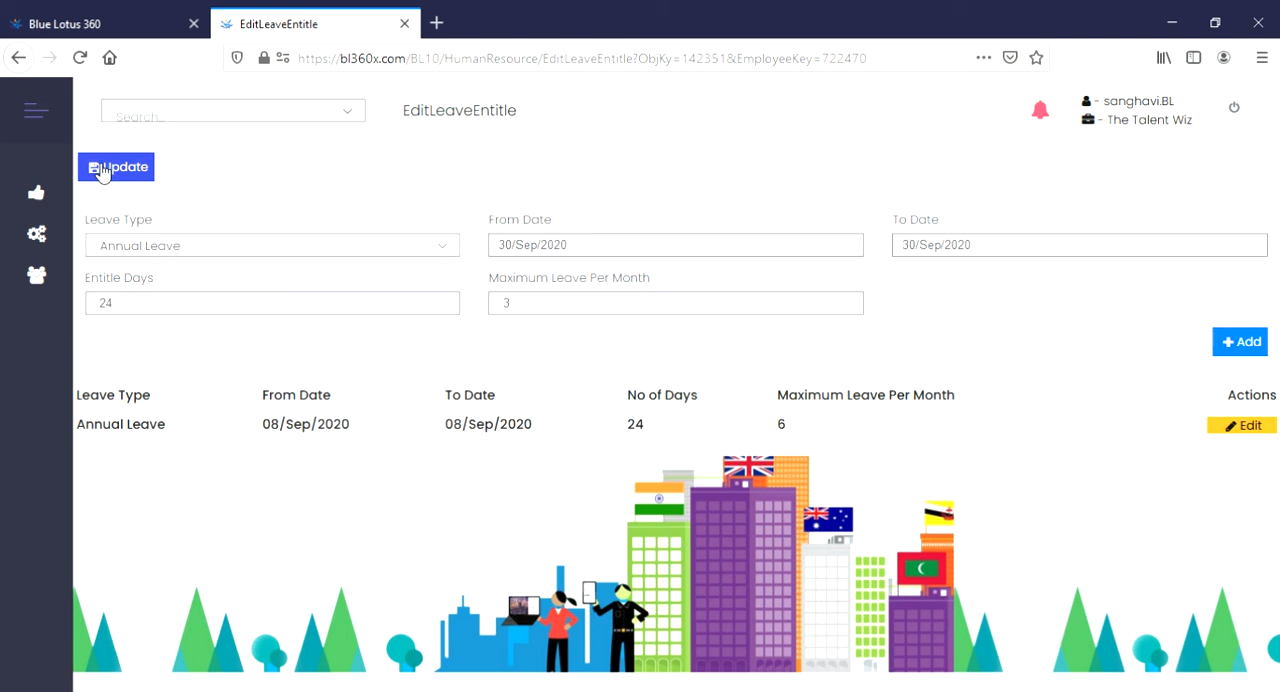 Blue Lotus 360
EditLeaveEntitle
https://bl360x.com/BL10/HumanResource/EditLeaveEntitle?ObjKy=142351&EmployeeKey=722470
Search...
EditLeaveEntitle
- sanghavi.BL
- The Talent Wiz
Update
Leave Type
From Date
To Date
Annual Leave
30/Sep/2020
30/Sep/2020
Entitle Days
Maximum Leave Per Month
24
3
Add
Leave Type From Date To Date No of Days Maximum Leave Per Month Actions
Annual Leave 08/Sep/2020 08/Sep/2020 24 6 Edit